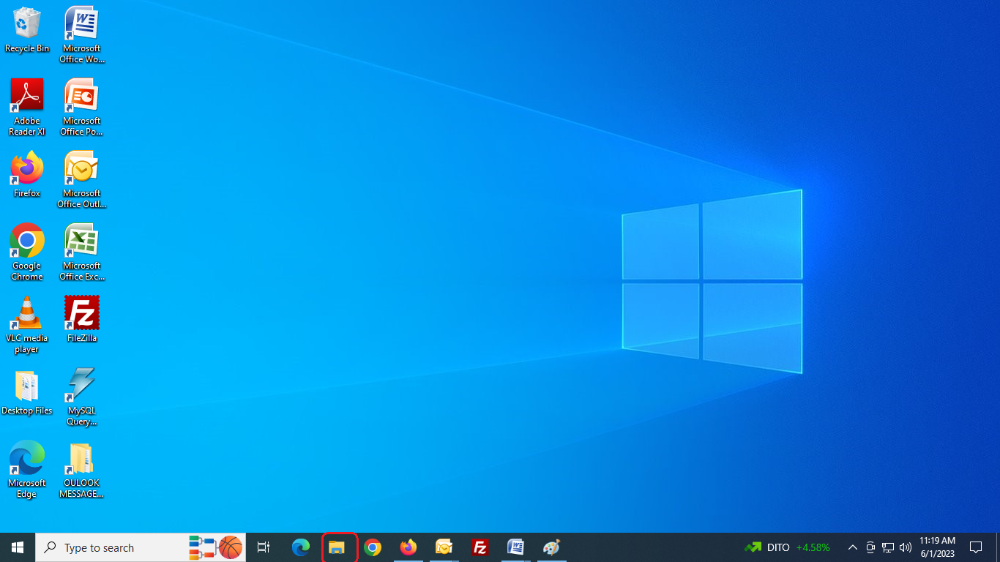 Recycle Bin
Microsoft
Office Wo...
Adobe
Reader XI
Microsoft
Office Po...
Firefox
Microsoft
Office Outl...
Google
Chrome
Microsoft
Office Exc...
VLC media
player
FileZilla
Desktop Files
MySQL
Query...
Microsoft
Edge
OULOOK
MESSAGE...
Type to search
DITO +4.58%
11:19 AM
6/1/2023